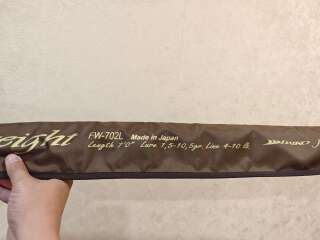 eight FW-702L Made in Japan
Length 7'0" Lure 1,5-10,5gr. Line 4-10 lb.